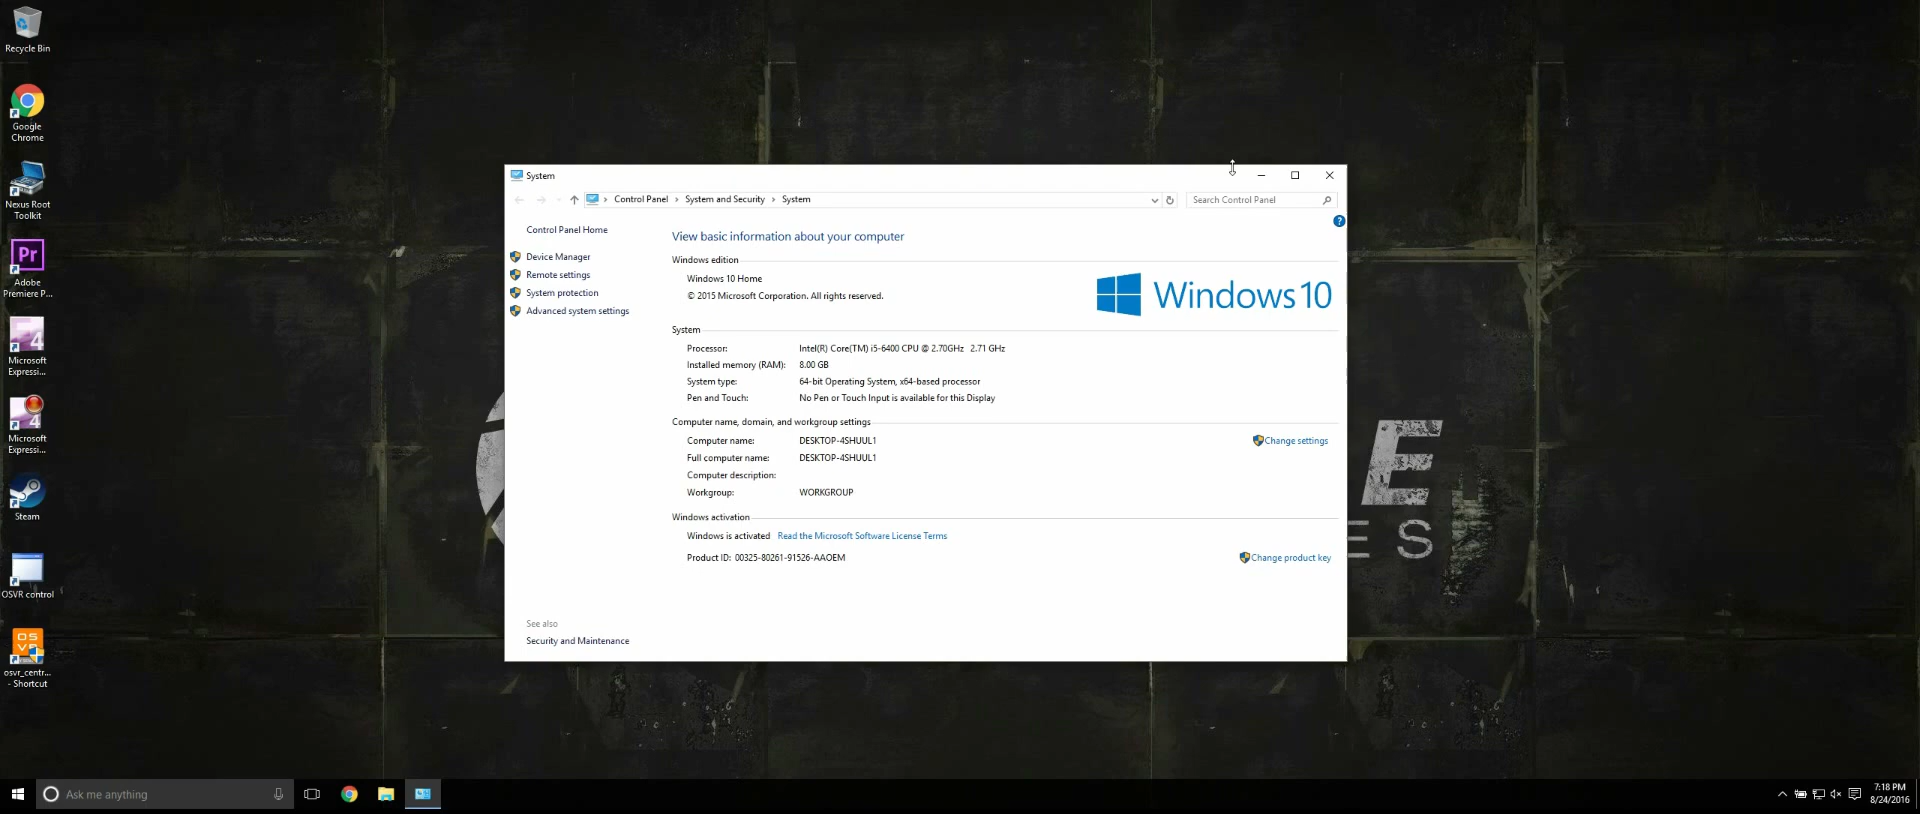 Recycle Bin
Google
Chrome
Nexus Root
Toolkit
Pr
Adobe
Premiere P...
4
Microsoft
Expressi...
4
Microsoft
Expressi...
Steam
OSVR control
OS
VR
osvr_centr...
- Shortcut
System
Control Panel › System and Security › System
Search Control Panel
?
Control Panel Home
Device Manager
Remote settings
System protection
Advanced system settings
See also
Security and Maintenance
View basic information about your computer
Windows edition
Windows 10 Home
© 2015 Microsoft Corporation. All rights reserved.
Windows 10
System
Processor: Intel(R) Core(TM) i5-6400 CPU @ 2.70GHz 2.71 GHz
Installed memory (RAM): 8.00 GB
System type: 64-bit Operating System, x64-based processor
Pen and Touch: No Pen or Touch Input is available for this Display
Computer name, domain, and workgroup settings
Computer name: DESKTOP-4SHUUL1
Change settings
Full computer name: DESKTOP-4SHUUL1
Computer description:
Workgroup: WORKGROUP
Windows activation
Windows is activated Read the Microsoft Software License Terms
Product ID: 00325-80261-91526-AAOEM
Change product key
E
ES
Ask me anything
7:18 PM
8/24/2016